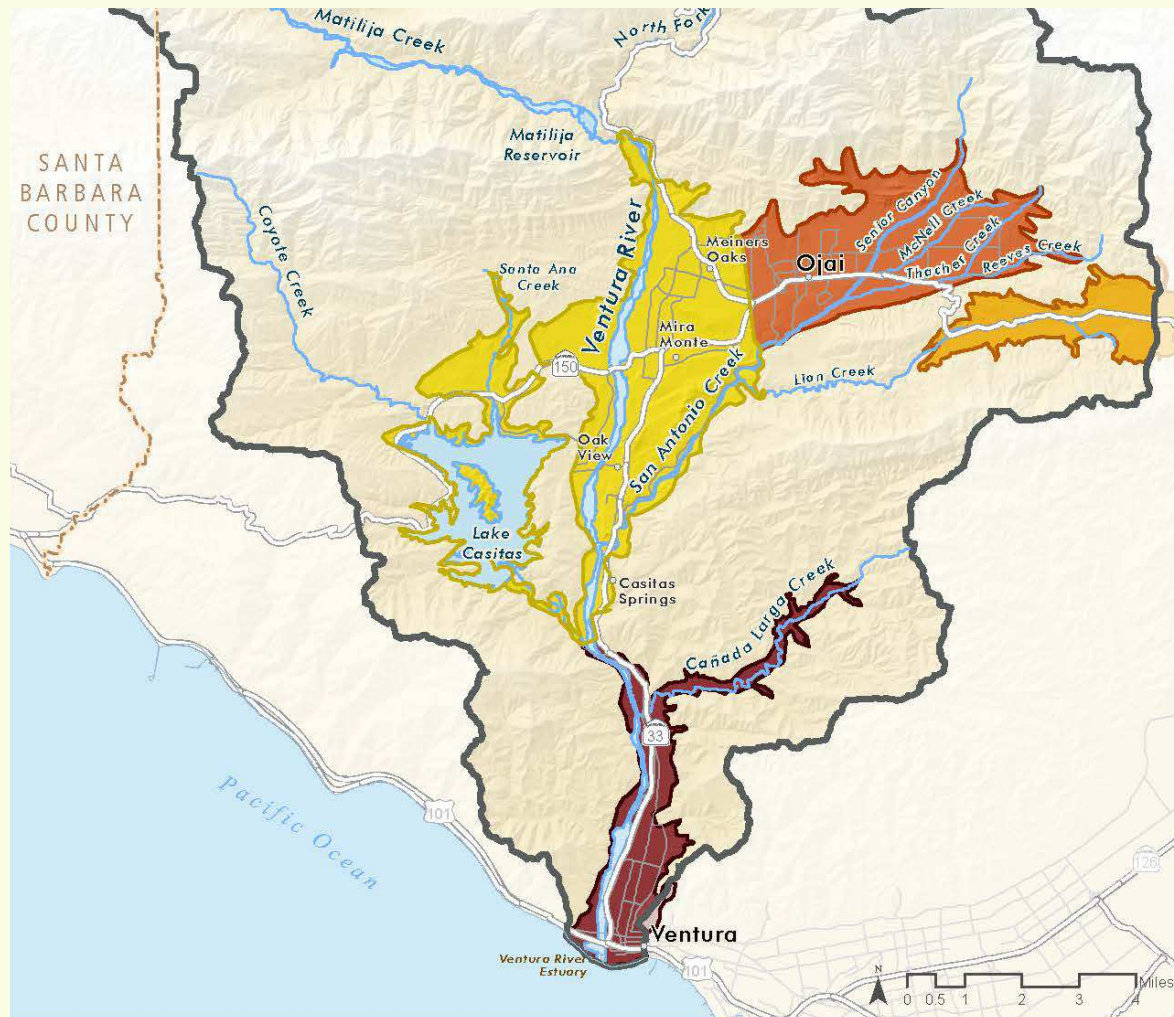 Matilija Creek
North Fork
Matilija
Reservoir
SANTA
BARBARA
COUNTY
Coyote Creek
Santa Ana
Creek
Ventura River
Meiners
Oaks
Ojai
Senior Canyon
McNell Creek
Thacher Creek
Reeves Creek
Mira
Monte
150
San Antonio Creek
Lion Creek
Oak
View
Lake
Casitas
Casitas
Springs
Cañada Larga Creek
33
Pacific Ocean
101
126
Ventura
Ventura River
Estuary
101
N
0 0.5 1 2 3 4 Miles